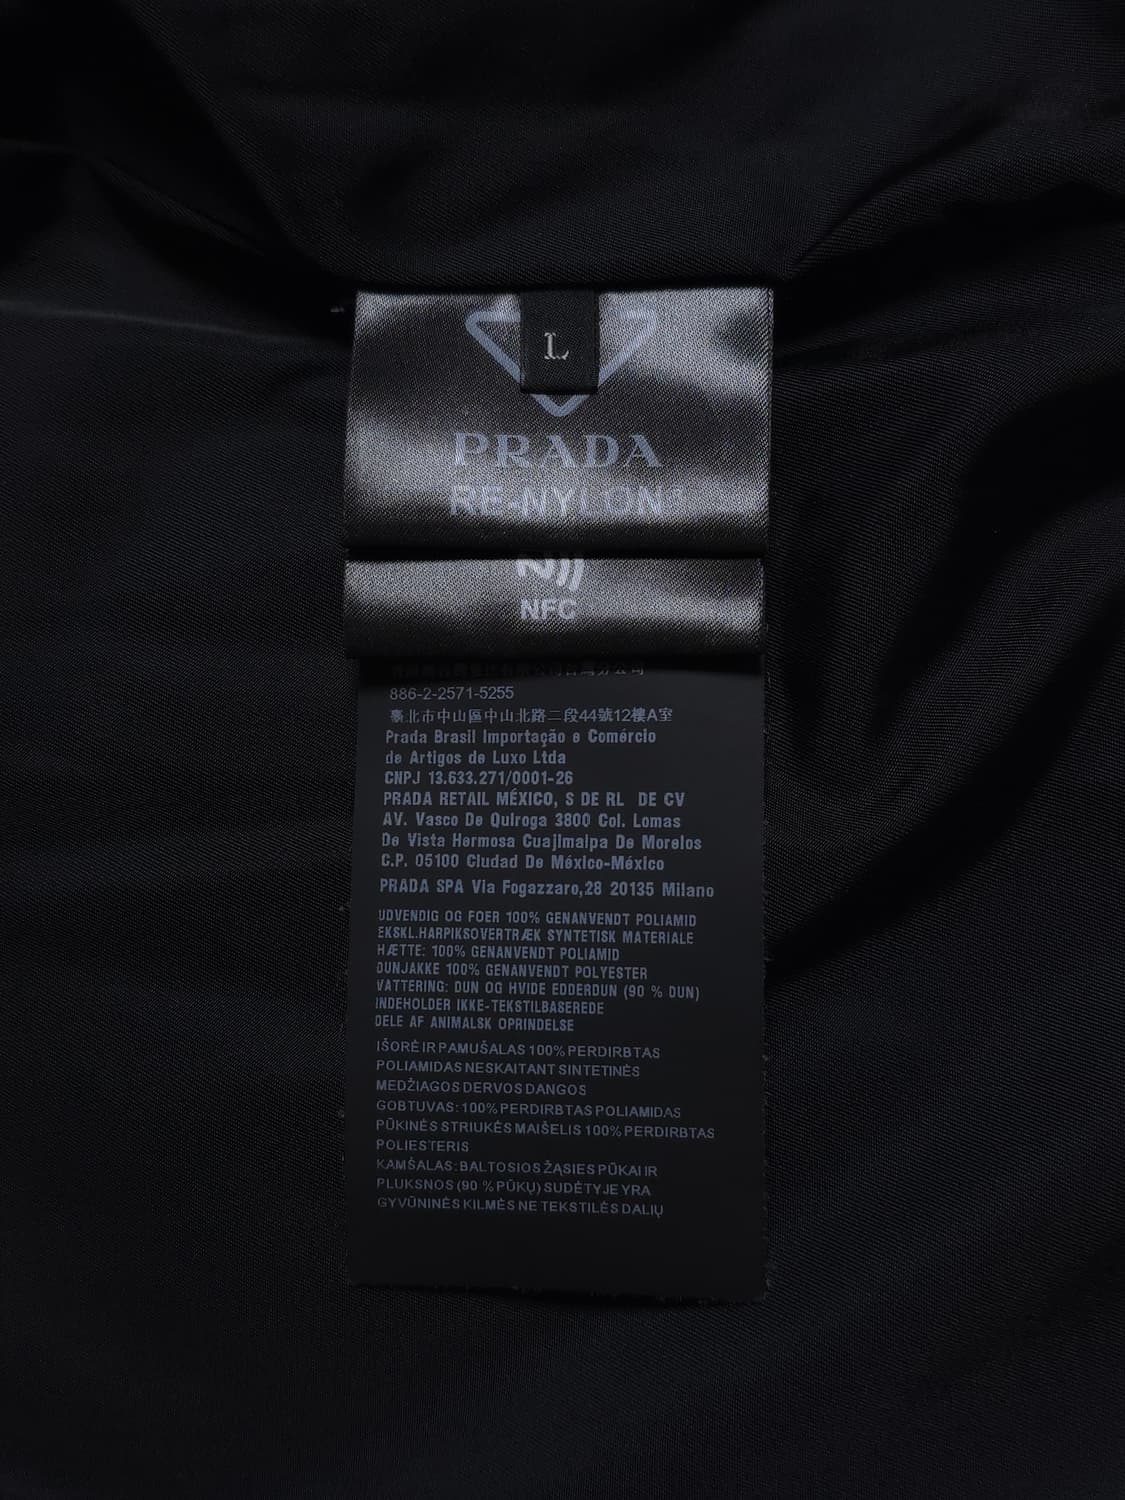 L
PRADA
RE-NYLON
NFC
886-2-2571-5255
臺北市中山區中山北路二段44號12樓A室
Prada Brasil Importação e Comércio
de Artigos de Luxo Ltda
CNPJ 13.633.271/0001-26
PRADA RETAIL MÉXICO, S DE RL DE CV
AV. Vasco De Quiroga 3800 Col. Lomas
De Vista Hermosa Cuajimalpa De Morelos
C.P. 05100 Ciudad De México-México
PRADA SPA Via Fogazzaro,28 20135 Milano
UDVENDIG OG FOER 100% GENANVENDT POLIAMID
EKSKL.HARPIKSOVERTRÆK SYNTETISK MATERIALE
HÆTTE: 100% GENANVENDT POLIAMID
DUNJAKKE 100% GENANVENDT POLYESTER
VATTERING: DUN OG HVIDE EDDERDUN (90 % DUN)
INDEHOLDER IKKE-TEKSTILBASEREDE
DELE AF ANIMALSK OPRINDELSE
IŠORĖ IR PAMUŠALAS 100% PERDIRBTAS
POLIAMIDAS NESKAITANT SINTETINĖS
MEDŽIAGOS DERVOS DANGOS
GOBTUVAS: 100% PERDIRBTAS POLIAMIDAS
PŪKINĖS STRIUKĖS MAIŠELIS 100% PERDIRBTAS
POLIESTERIS
KAMŠALAS: BALTOSIOS ŽĄSIES PŪKAI IR
PLUKSNOS (90 % PŪKŲ) SUDĖTYJE YRA
GYVŪNINĖS KILMĖS NE TEKSTILĖS DALIŲ